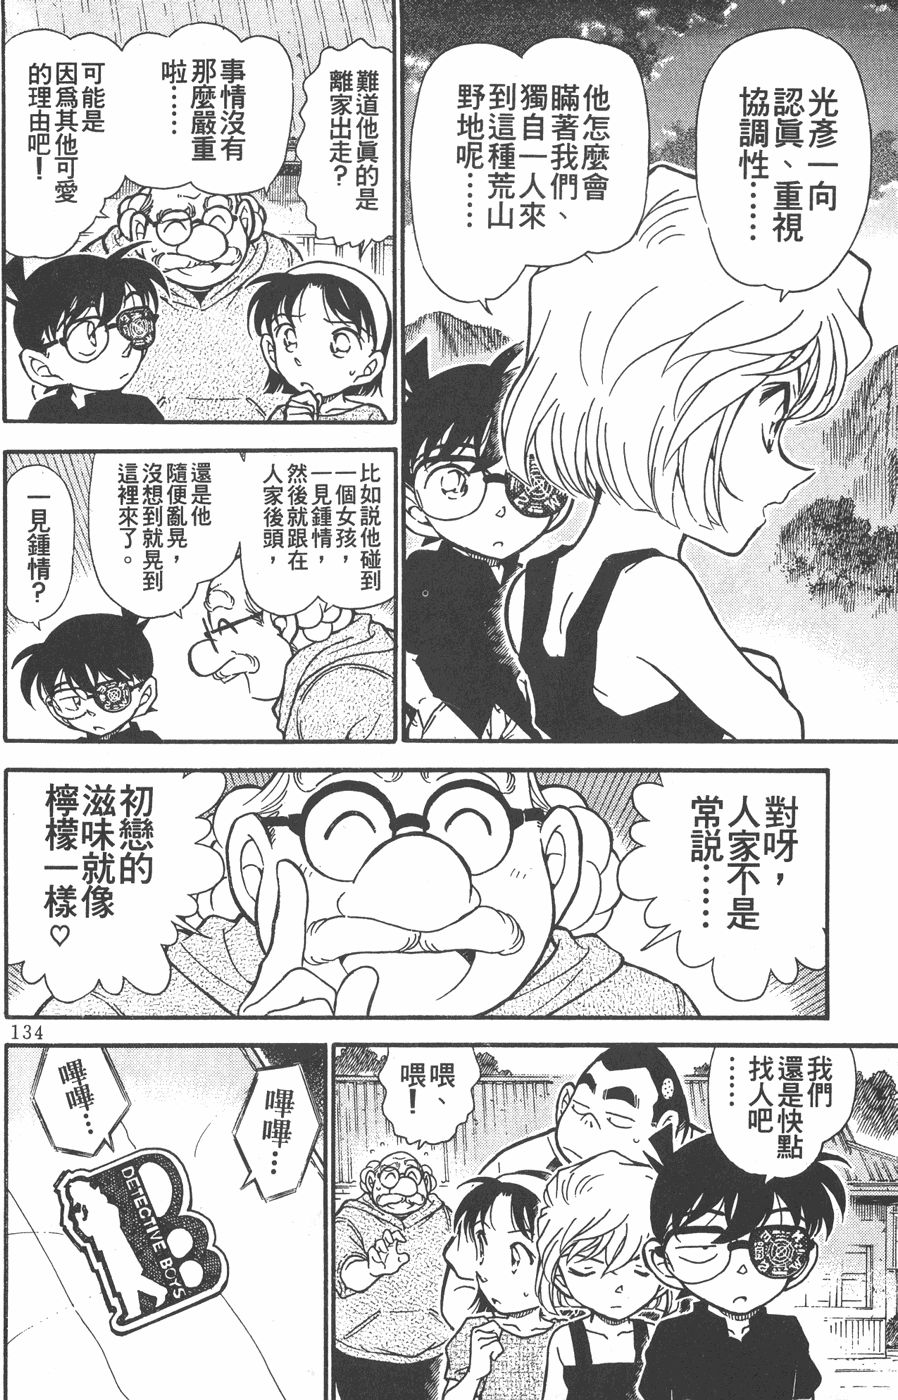 光彥一向
認眞、重視
協調性……
他怎麼會
瞞著我們、
獨自一人來
到這種荒山
野地呢……
難道他眞的是
離家出走？
事情沒有
那麼嚴重
啦……
可能是
因爲其他可愛
的理由吧！
比如說他碰到
一個女孩，
一見鍾情，
然後就跟在
人家後頭，
還是他
隨便亂晃，
沒想到就晃到
這裡來了。
一見鍾情？
對呀，
人家不是
常說……
初戀的
滋味就像
檸檬一樣♡
134
我們
還是快點
找人吧
……
喂、
喂！
嗶嗶…
嗶嗶…
DETECTIVE BOYS